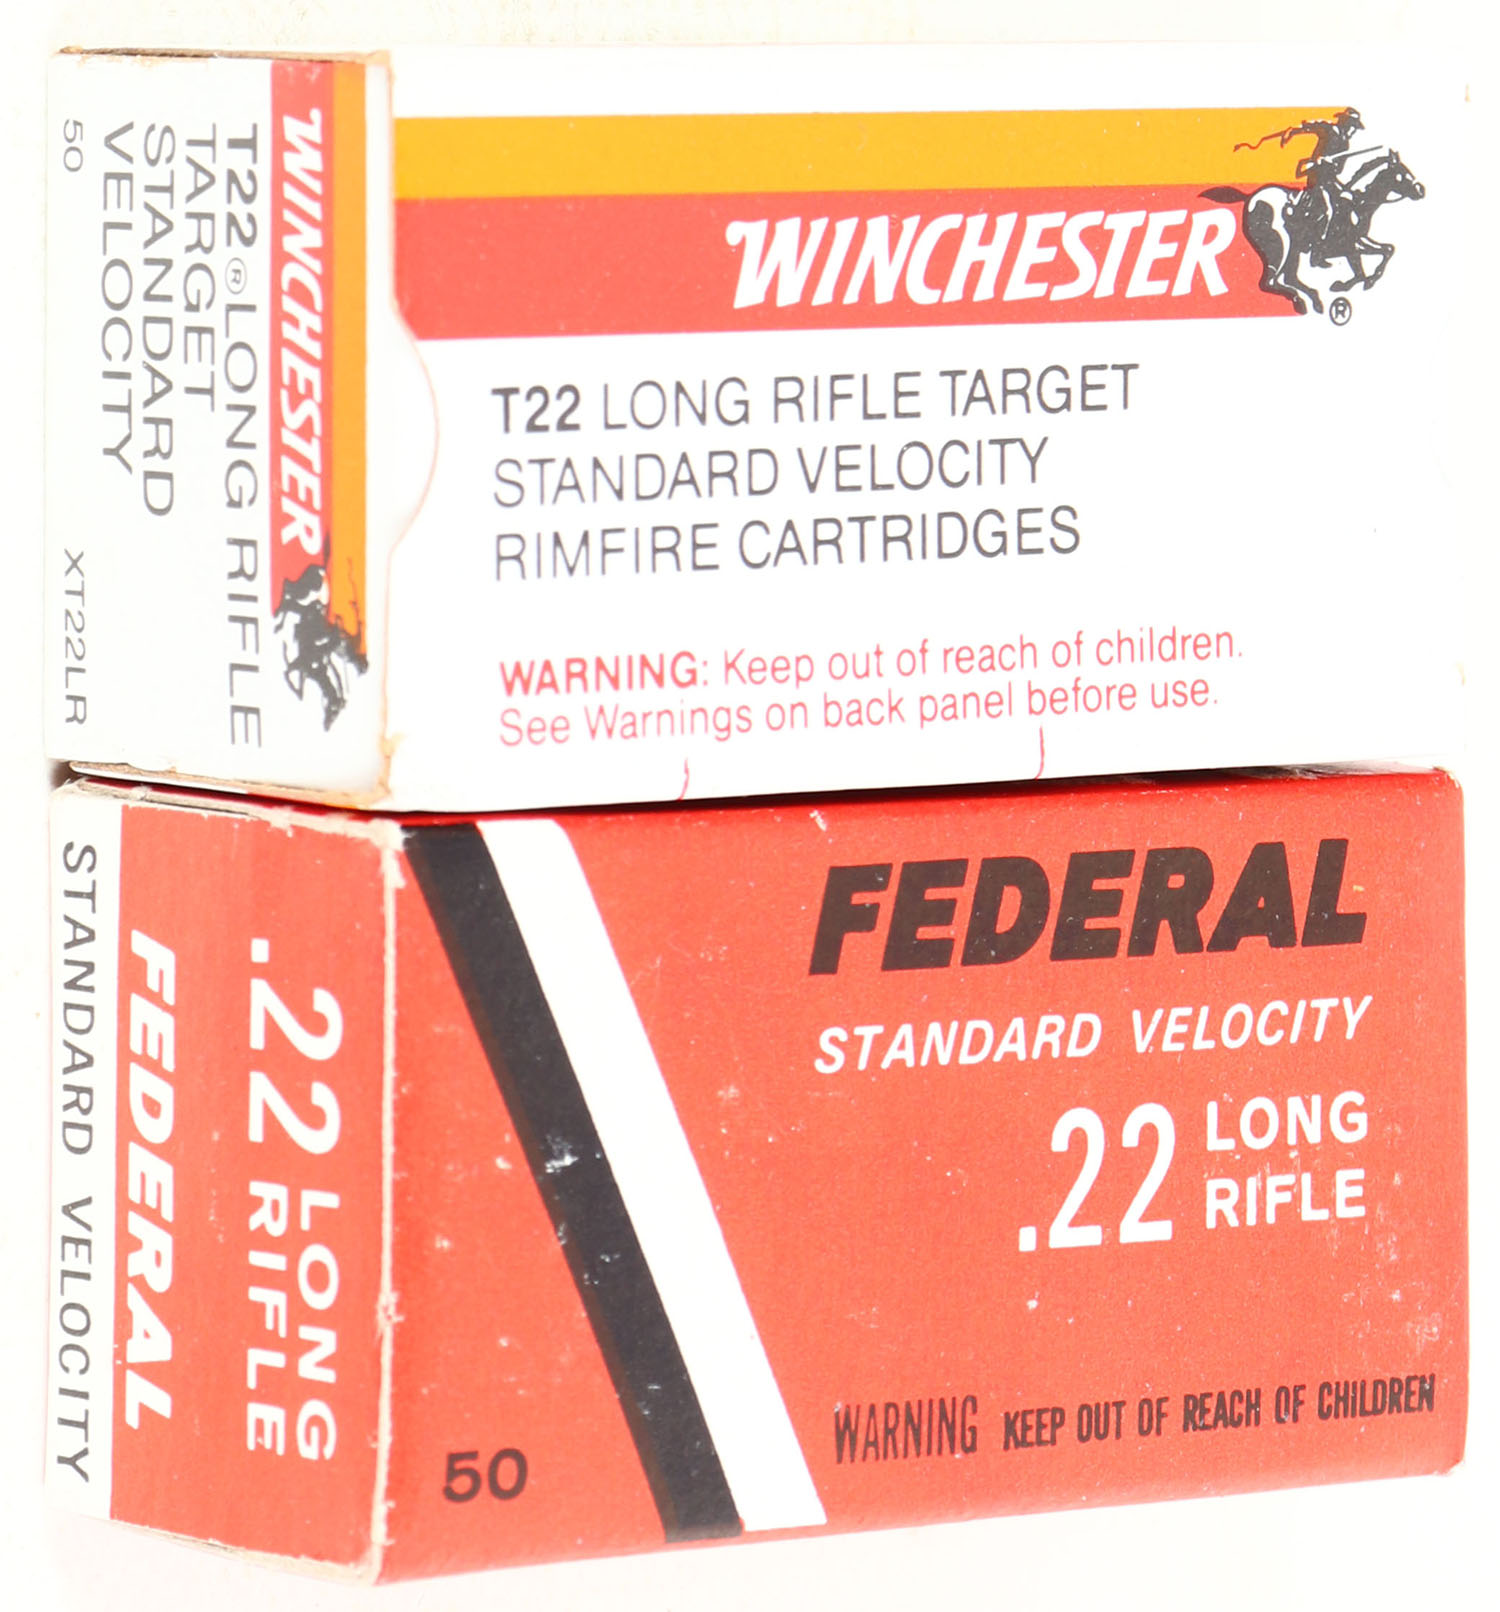 WINCHESTER
®
T22 LONG RIFLE TARGET
STANDARD VELOCITY
RIMFIRE CARTRIDGES
WARNING: Keep out of reach of children.
See Warnings on back panel before use.
WINCHESTER
T22® LONG RIFLE
TARGET
STANDARD
VELOCITY
50 XT22LR
FEDERAL
STANDARD VELOCITY
.22 LONG
RIFLE
WARNING KEEP OUT OF REACH OF CHILDREN
50
.22 LONG
RIFLE
FEDERAL
STANDARD VELOCITY